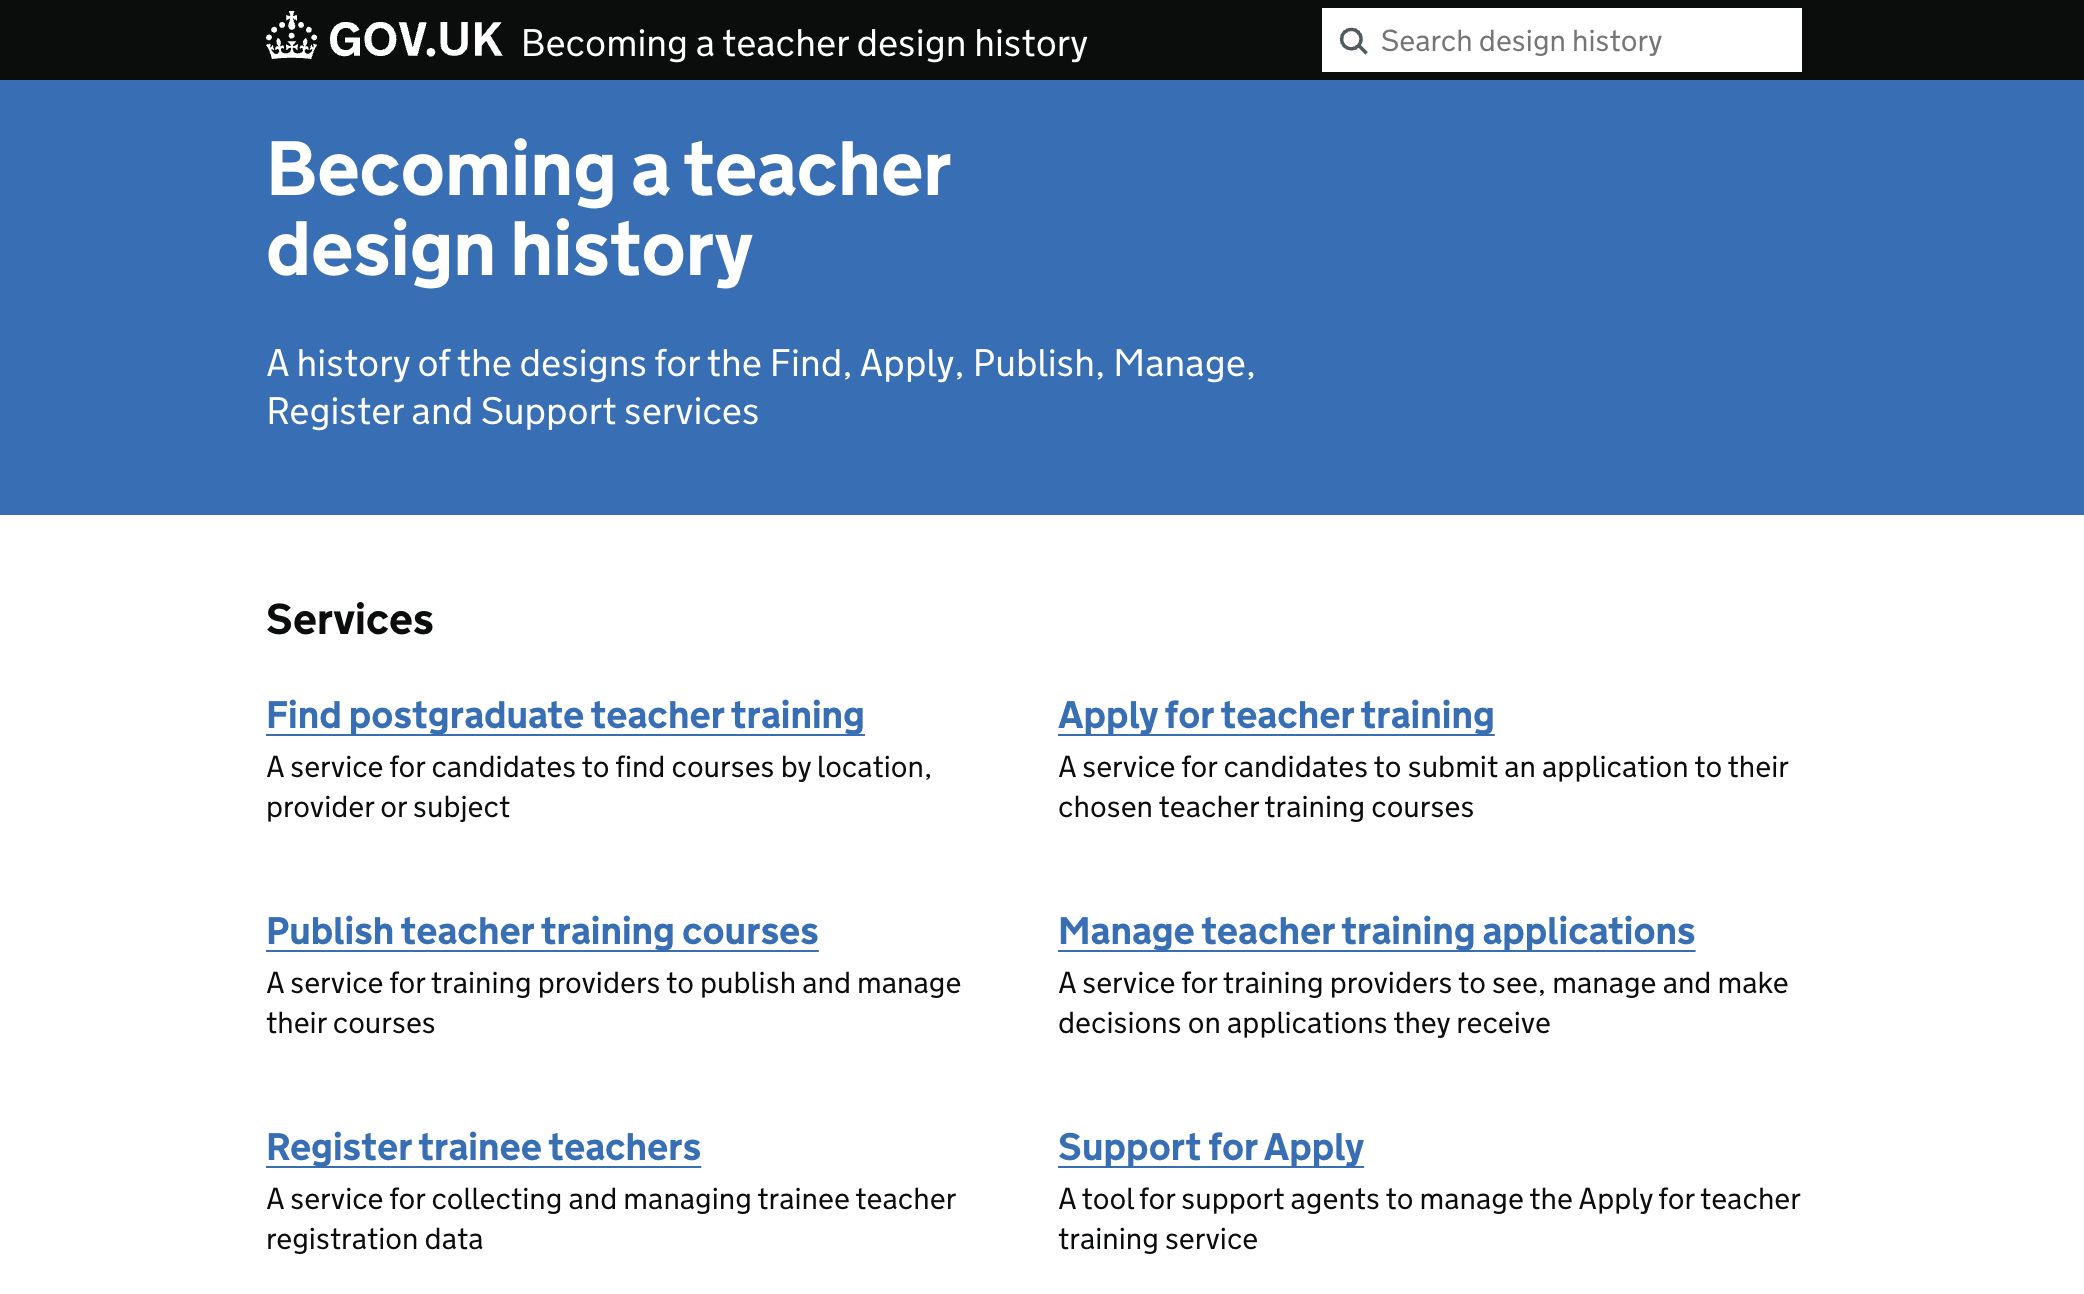 GOV.UK Becoming a teacher design history
Search design history
Becoming a teacher
design history
A history of the designs for the Find, Apply, Publish, Manage,
Register and Support services
Services
Find postgraduate teacher training
A service for candidates to find courses by location,
provider or subject
Apply for teacher training
A service for candidates to submit an application to their
chosen teacher training courses
Publish teacher training courses
A service for training providers to publish and manage
their courses
Manage teacher training applications
A service for training providers to see, manage and make
decisions on applications they receive
Register trainee teachers
A service for collecting and managing trainee teacher
registration data
Support for Apply
A tool for support agents to manage the Apply for teacher
training service